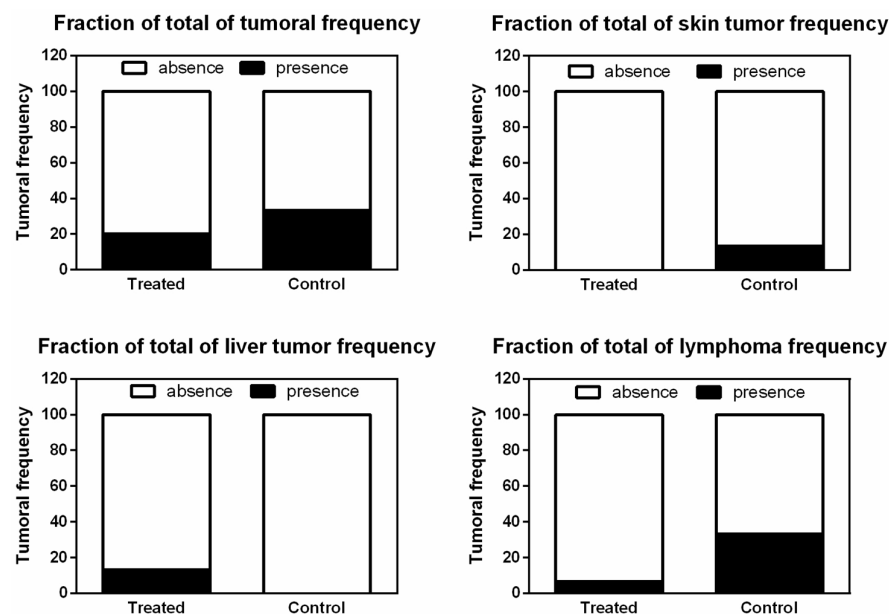 Fraction of total of tumoral frequency
120
100
80
60
40
20
0
Tumoral frequency
absence presence
Treated Control
Fraction of total of skin tumor frequency
120
100
80
60
40
20
0
Tumoral frequency
absence presence
Treated Control
Fraction of total of liver tumor frequency
120
100
80
60
40
20
0
Tumoral frequency
absence presence
Treated Control
Fraction of total of lymphoma frequency
120
100
80
60
40
20
0
Tumoral frequency
absence presence
Treated Control